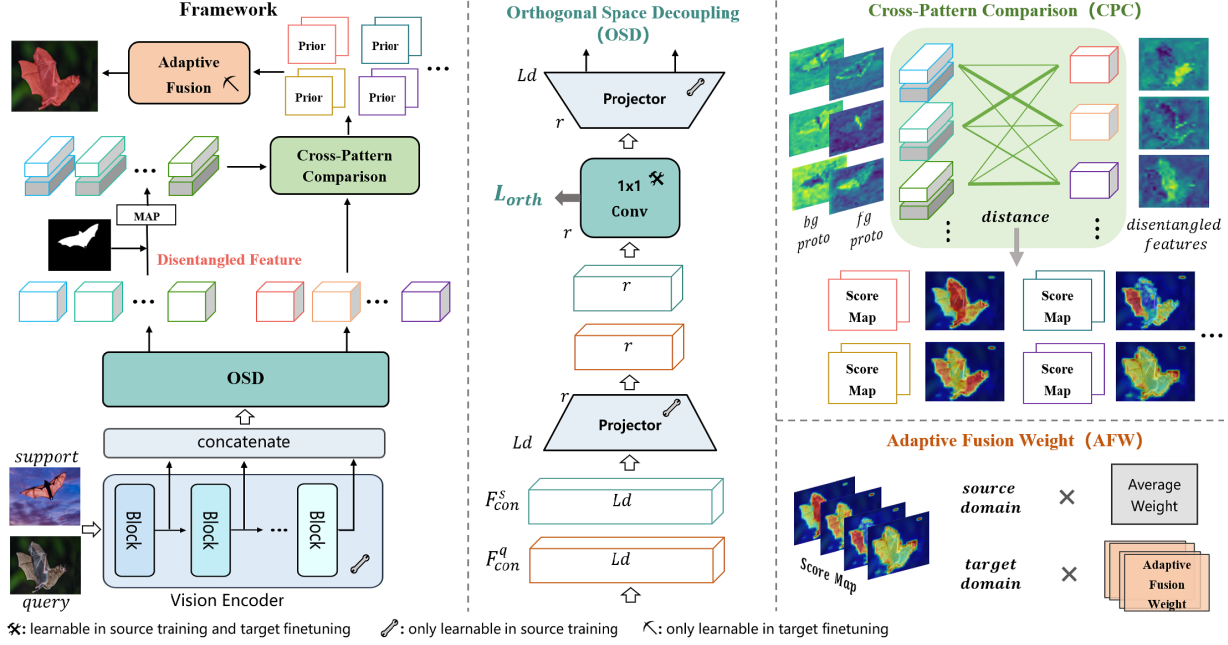 Framework
Adaptive
Fusion
Prior
Prior
Prior
Prior
...
Cross-Pattern
Comparison
...
MAP
Disentangled Feature
...
...
OSD
concatenate
support
query
Block
Block
...
Block
Vision Encoder
Orthogonal Space Decoupling
(OSD)
Ld
Projector
r
1x1
Conv
L_orth
r
r
r
r
Projector
Ld
F^s_con
Ld
F^q_con
Ld
Cross-Pattern Comparison (CPC)
bg
proto
fg
proto
distance
disentangled
features
Score
Map
Score
Map
Score
Map
Score
Map
...
Adaptive Fusion Weight (AFW)
Score Map
source
domain
×
Average
Weight
target
domain
×
Adaptive
Fusion
Weight
: learnable in source training and target finetuning
: only learnable in source training
: only learnable in target finetuning